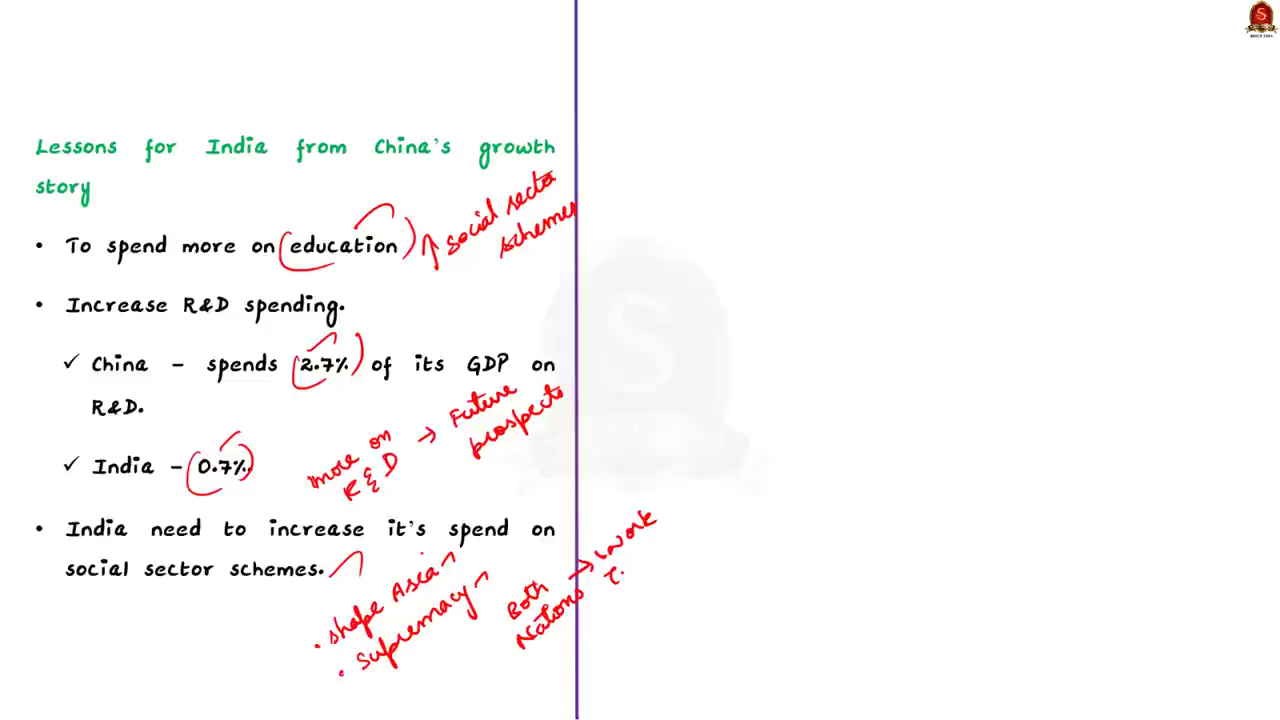 Lessons for India from China's growth
story
• To spend more on education
↑ social sector
schemes
• Increase R&D spending.
✓ China - spends 2.7% of its GDP on
R&D.
✓ India - 0.7%
more on
R&D → Future
prospects
• India need to increase it's spend on
social sector schemes.
• shape Asia
• supremacy
Both
Nations → work
S
SINCE 2004